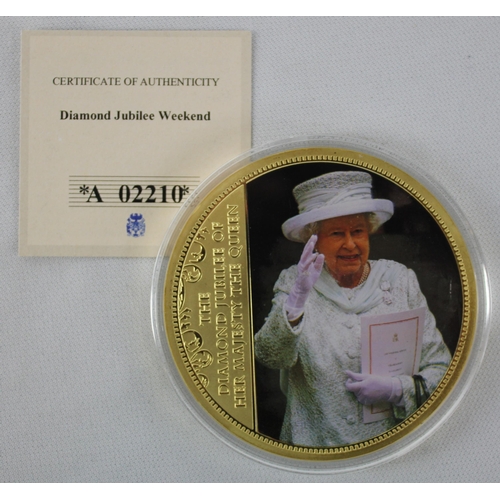 CERTIFICATE OF AUTHENTICITY
Diamond Jubilee Weekend
*A 02210*
THE
DIAMOND JUBILEE OF
HER MAJESTY THE QUEEN